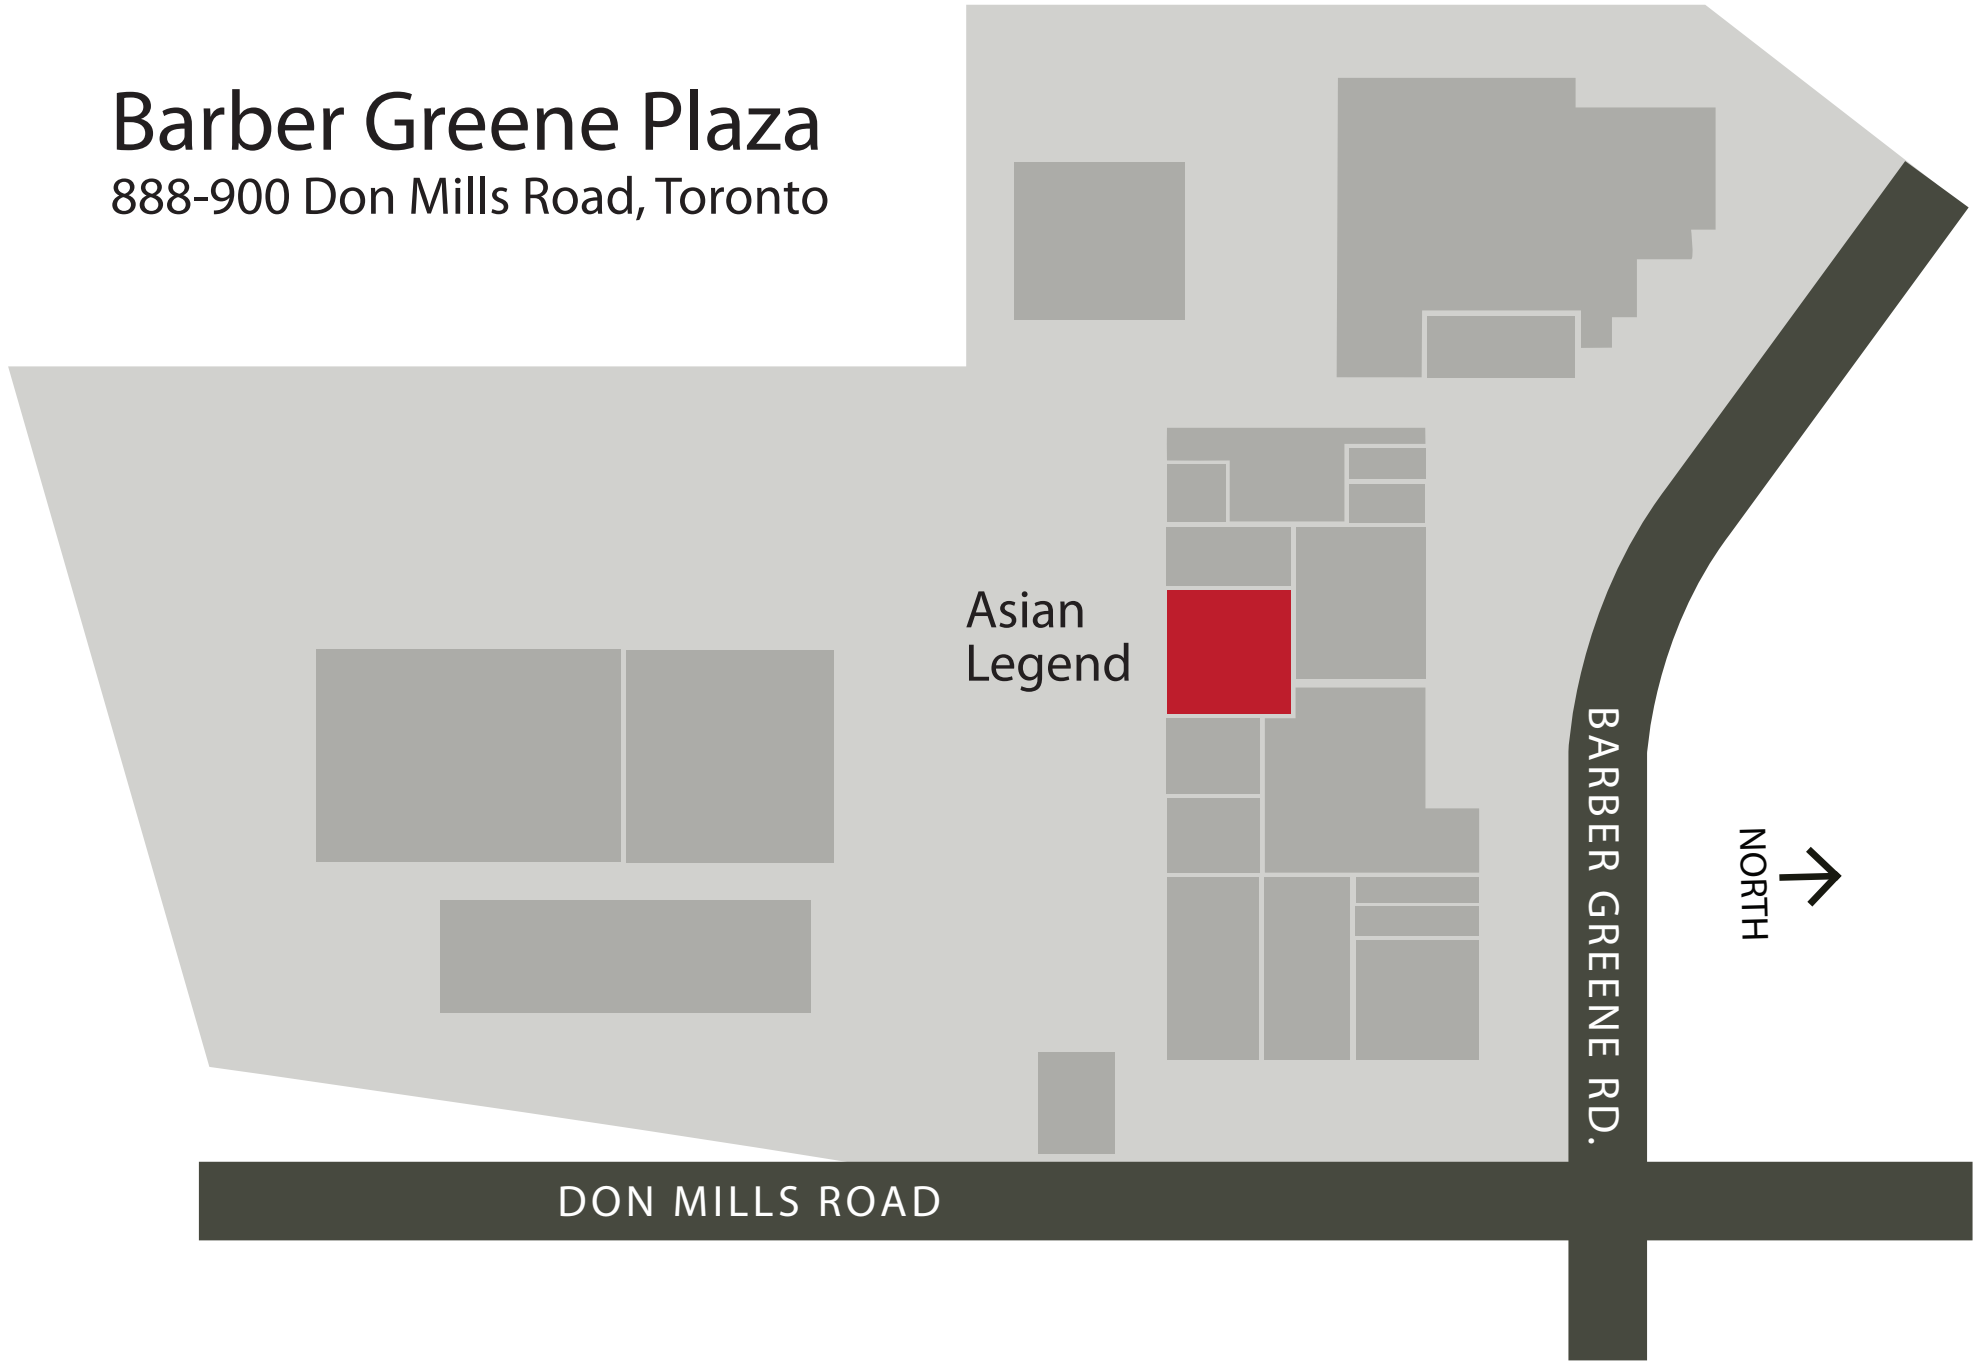 Barber Greene Plaza
888-900 Don Mills Road, Toronto
Asian
Legend
BARBER GREENE RD.
NORTH
DON MILLS ROAD